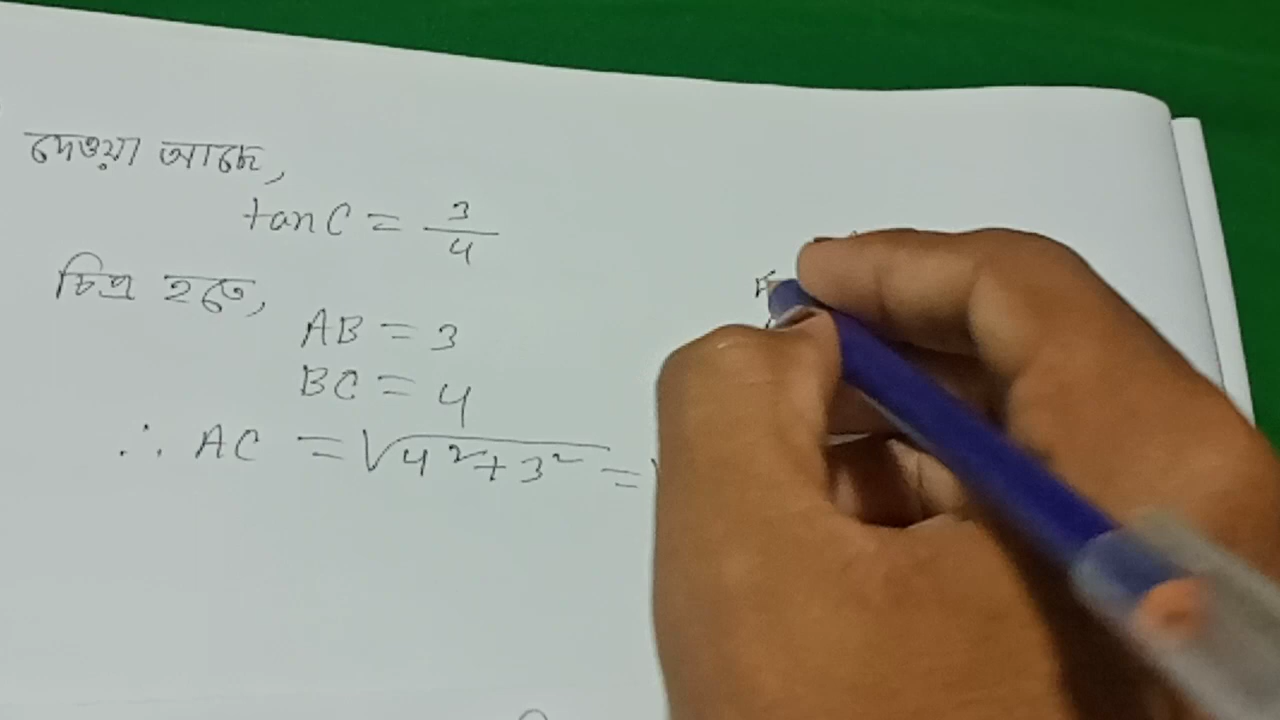 দেওয়া আছে,
tan C = 3/4
চিত্র হতে,
AB = 3
BC = 4
∴ AC = √4²+3² =